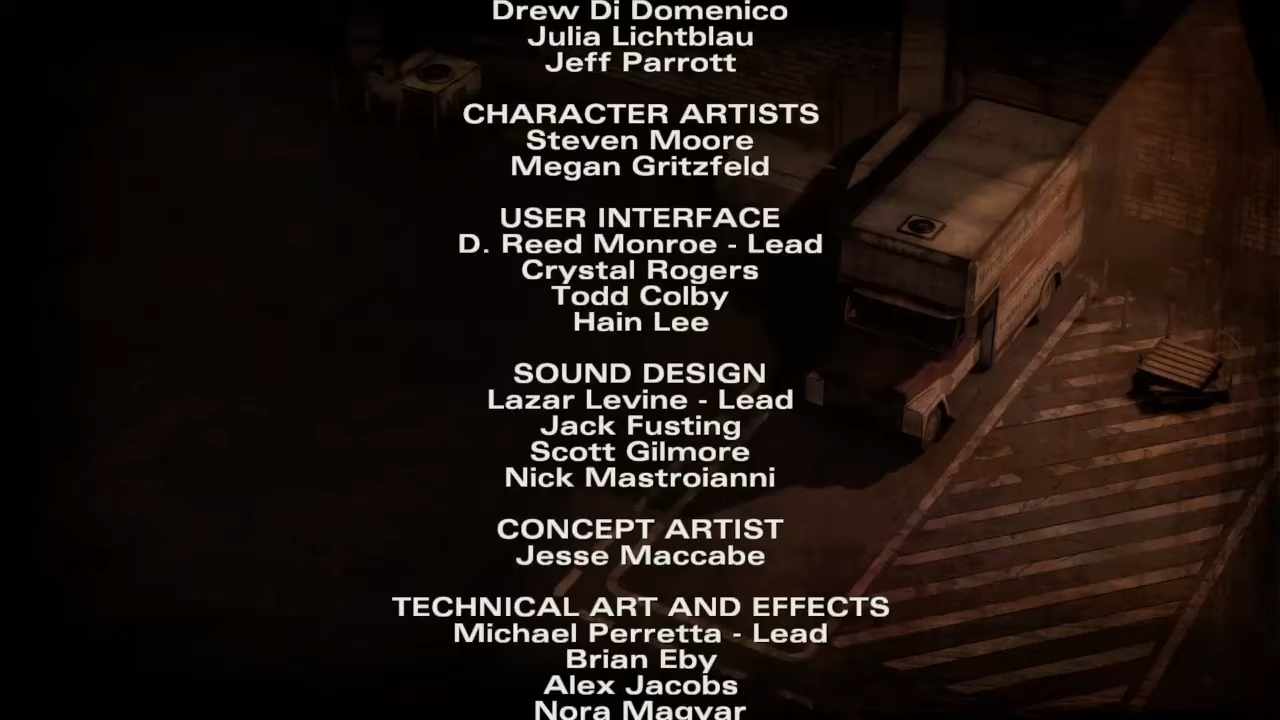 Drew Di Domenico
Julia Lichtblau
Jeff Parrott
CHARACTER ARTISTS
Steven Moore
Megan Gritzfeld
USER INTERFACE
D. Reed Monroe - Lead
Crystal Rogers
Todd Colby
Hain Lee
SOUND DESIGN
Lazar Levine - Lead
Jack Fusting
Scott Gilmore
Nick Mastroianni
CONCEPT ARTIST
Jesse Maccabe
TECHNICAL ART AND EFFECTS
Michael Perretta - Lead
Brian Eby
Alex Jacobs
Nora Magyar